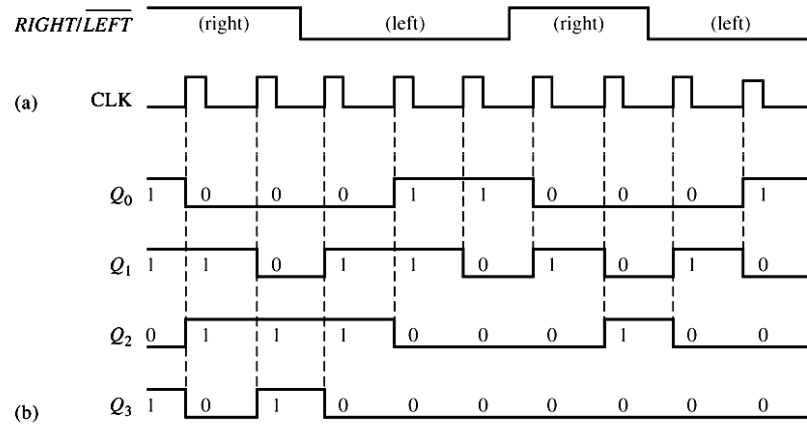 RIGHT/LEFT (right) (left) (right) (left)
(a) CLK
Q0 1 0 0 0 1 1 0 0 0 1
Q1 1 1 0 1 1 0 1 0 1 0
Q2 0 1 1 1 0 0 0 1 0 0
(b) Q3 1 0 1 0 0 0 0 0 0 0